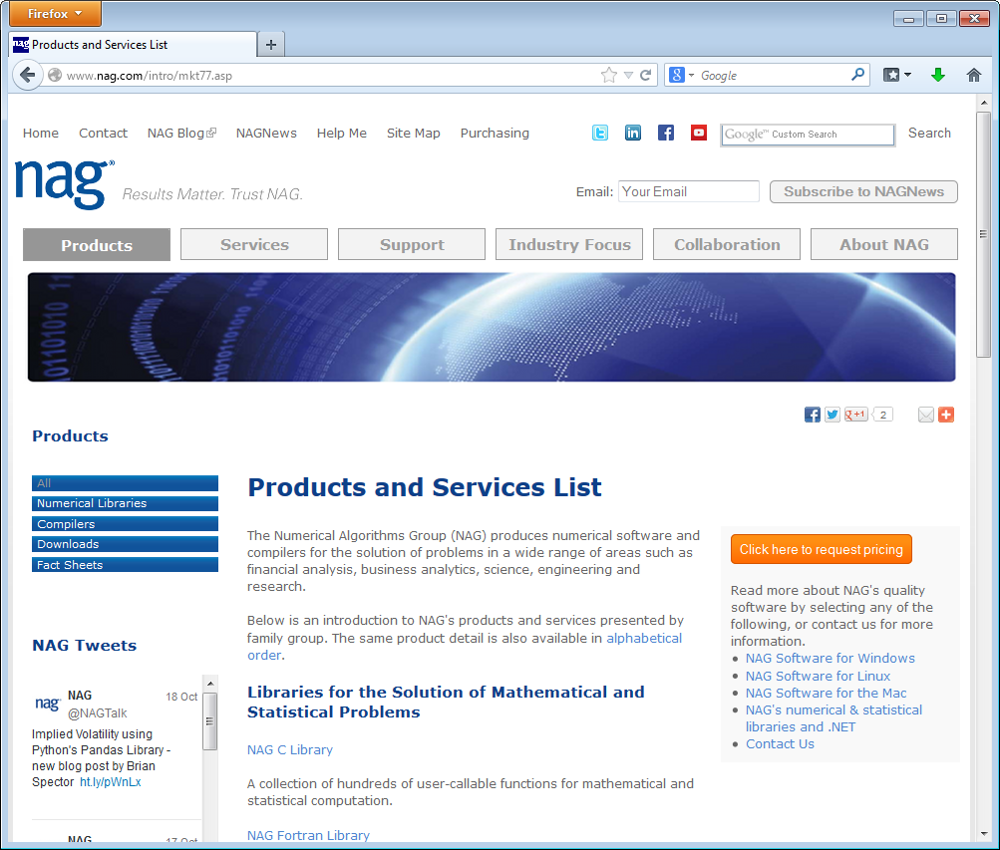 Firefox
nag Products and Services List
www.nag.com/intro/mkt77.asp
8 Google
Home Contact NAG Blog NAGNews Help Me Site Map Purchasing
Google™ Custom Search Search
nag®
Results Matter. Trust NAG.
Email: Your Email Subscribe to NAGNews
Products Services Support Industry Focus Collaboration About NAG
+1 2
Products
All
Numerical Libraries
Compilers
Downloads
Fact Sheets
NAG Tweets
nag NAG 18 Oct
@NAGTalk
Implied Volatility using
Python's Pandas Library -
new blog post by Brian
Spector ht.ly/pWnLx
NAG 17 Oct
Products and Services List
The Numerical Algorithms Group (NAG) produces numerical software and
compilers for the solution of problems in a wide range of areas such as
financial analysis, business analytics, science, engineering and
research.
Below is an introduction to NAG's products and services presented by
family group. The same product detail is also available in alphabetical
order.
Libraries for the Solution of Mathematical and
Statistical Problems
NAG C Library
A collection of hundreds of user-callable functions for mathematical and
statistical computation.
NAG Fortran Library
Click here to request pricing
Read more about NAG's quality
software by selecting any of the
following, or contact us for more
information.
• NAG Software for Windows
• NAG Software for Linux
• NAG Software for the Mac
• NAG's numerical & statistical
libraries and .NET
• Contact Us